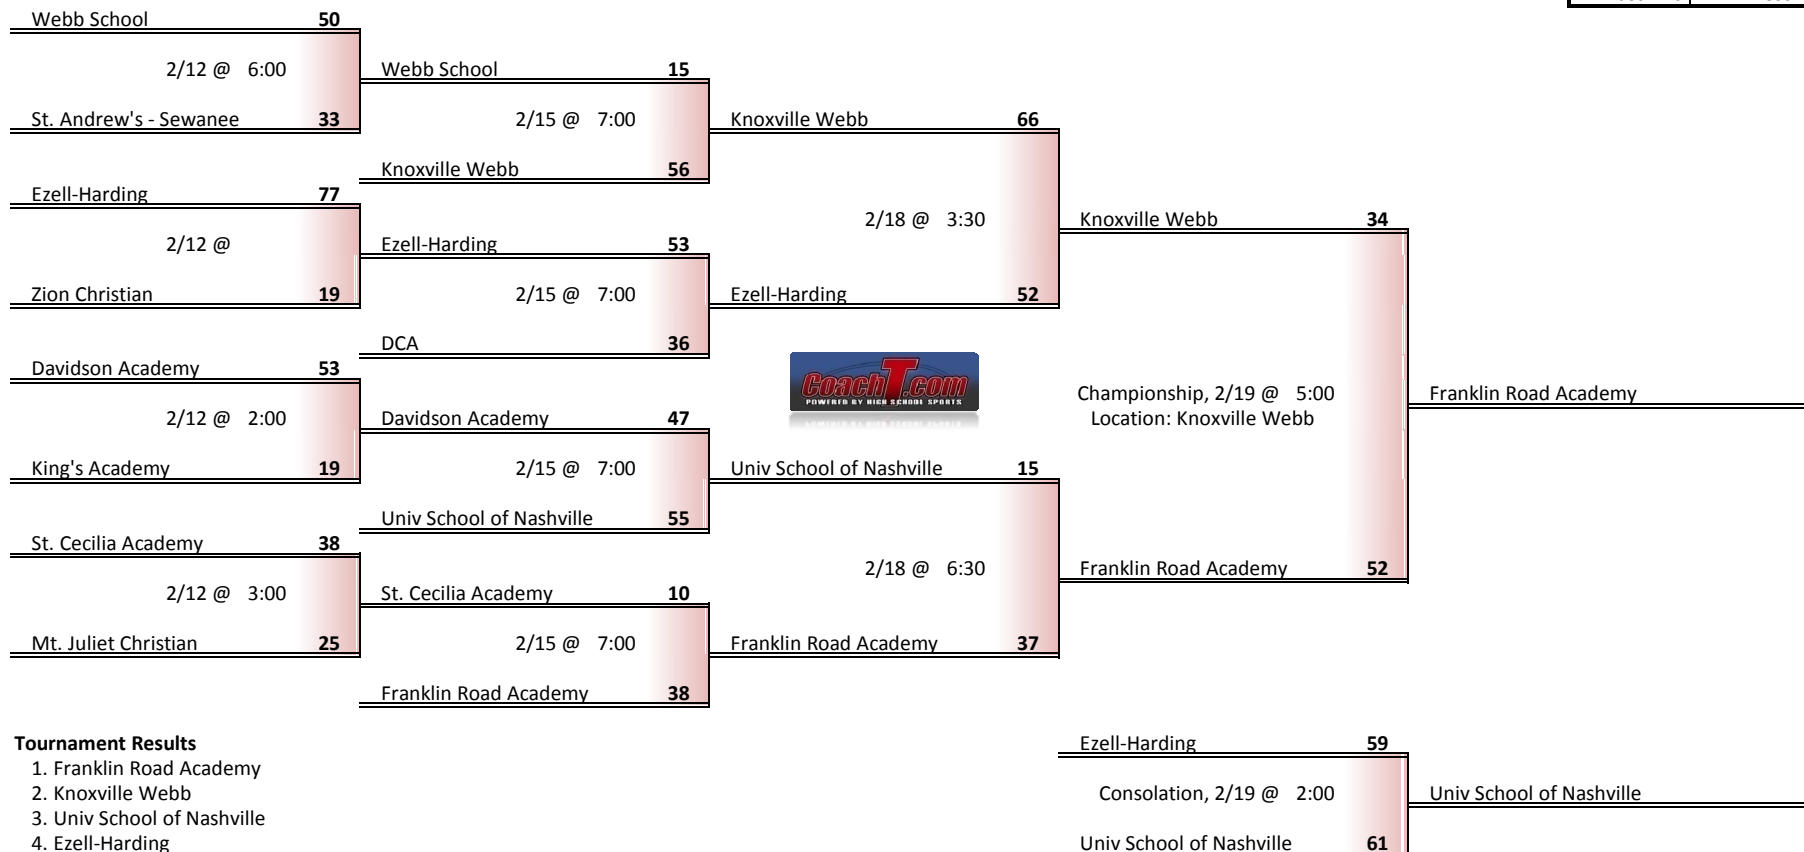 Webb School 50
2/12 @ 6:00
St. Andrew's - Sewanee 33
Ezell-Harding 77
2/12 @
Zion Christian 19
Davidson Academy 53
2/12 @ 2:00
King's Academy 19
St. Cecilia Academy 38
2/12 @ 3:00
Mt. Juliet Christian 25
Webb School 15
2/15 @ 7:00
Knoxville Webb 56
Ezell-Harding 53
2/15 @ 7:00
DCA 36
Davidson Academy 47
2/15 @ 7:00
Univ School of Nashville 55
St. Cecilia Academy 10
2/15 @ 7:00
Franklin Road Academy 38
Knoxville Webb 66
2/18 @ 3:30
Ezell-Harding 52
CoachT.com
POWERED BY HIGH SCHOOL SPORTS
Univ School of Nashville 15
2/18 @ 6:30
Franklin Road Academy 37
Knoxville Webb 34
Championship, 2/19 @ 5:00
Location: Knoxville Webb
Franklin Road Academy 52
Franklin Road Academy
Tournament Results
1. Franklin Road Academy
2. Knoxville Webb
3. Univ School of Nashville
4. Ezell-Harding
Ezell-Harding 59
Consolation, 2/19 @ 2:00
Univ School of Nashville 61
Univ School of Nashville